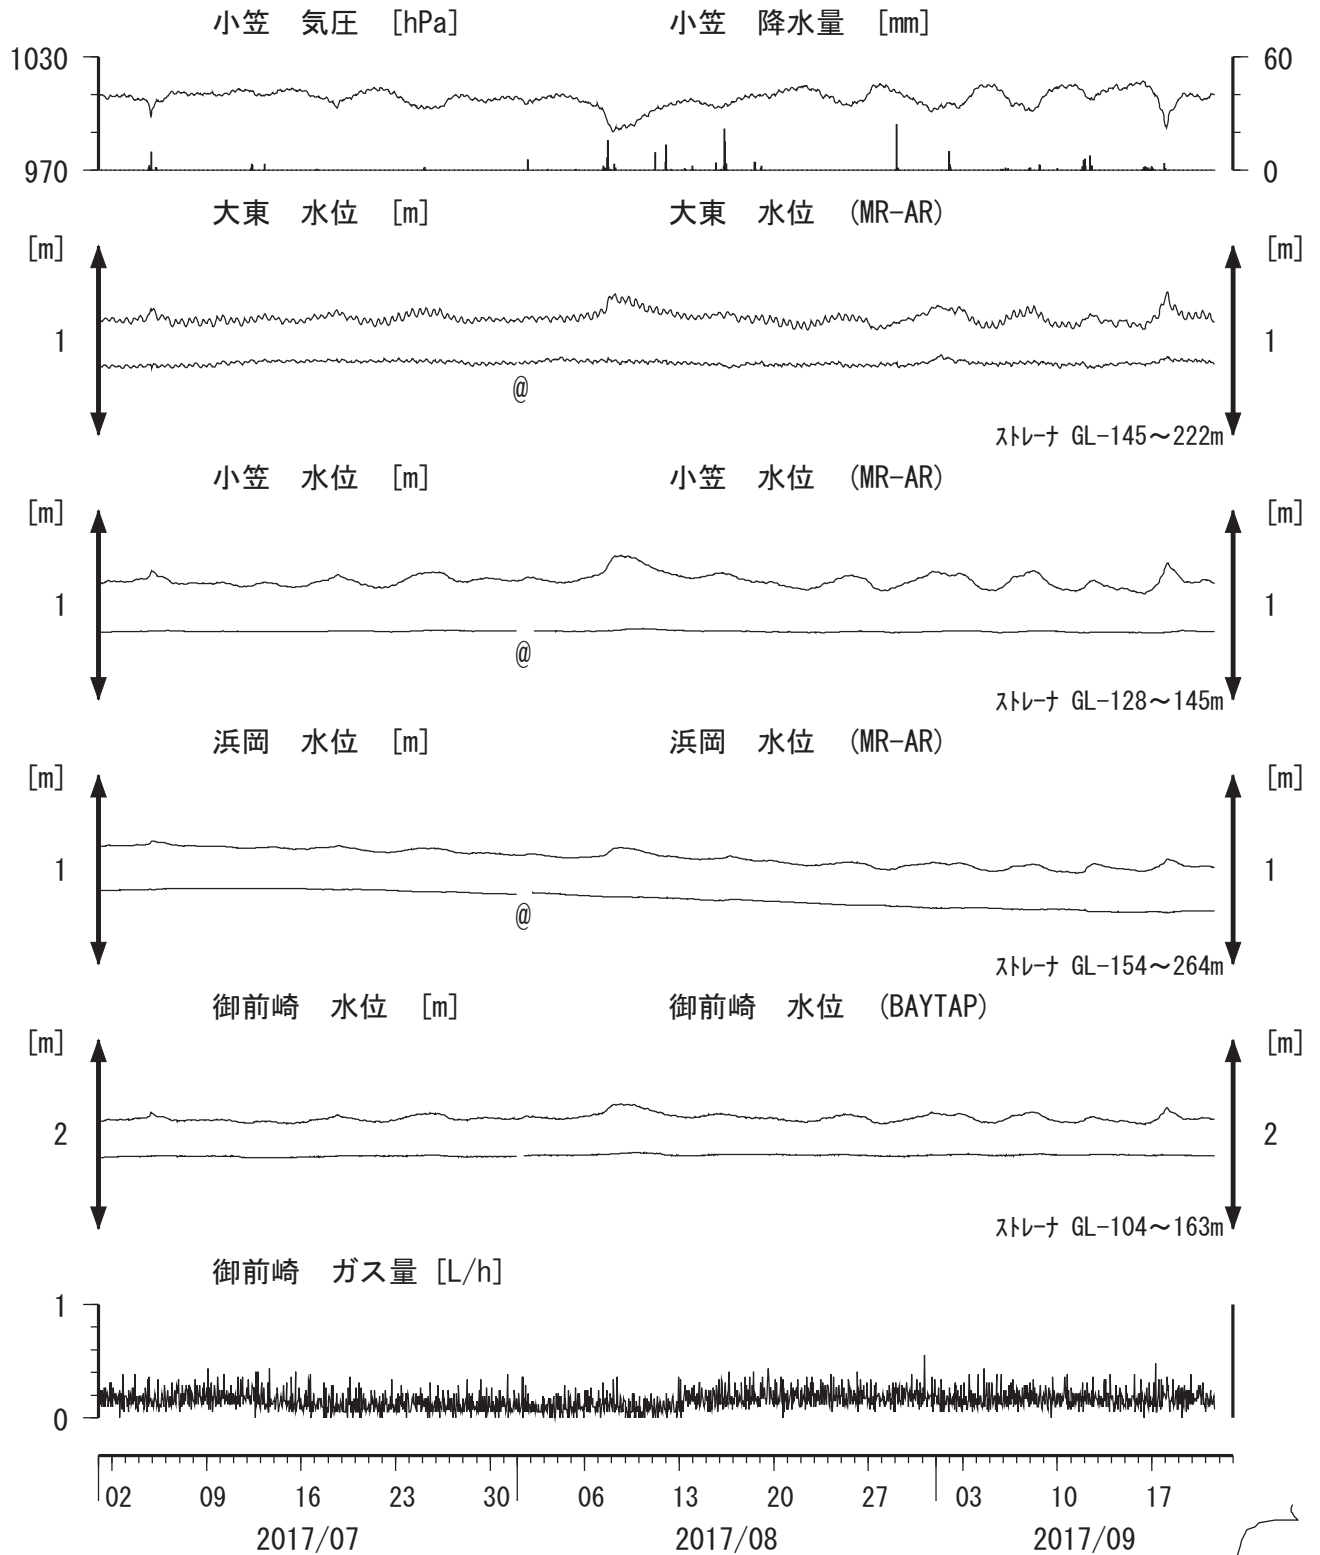 小笠 気圧 [hPa] 小笠 降水量 [mm]
1030 60
970 0
大東 水位 [m] 大東 水位 (MR-AR)
[m] [m]
1 1
@
ストレーナ GL-145～222m
小笠 水位 [m] 小笠 水位 (MR-AR)
[m] [m]
1 1
@
ストレーナ GL-128～145m
浜岡 水位 [m] 浜岡 水位 (MR-AR)
[m] [m]
1 1
@
ストレーナ GL-154～264m
御前崎 水位 [m] 御前崎 水位 (BAYTAP)
[m] [m]
2 2
ストレーナ GL-104～163m
御前崎 ガス量 [L/h]
1
0
02 09 16 23 30 06 13 20 27 03 10 17
2017/07 2017/08 2017/09